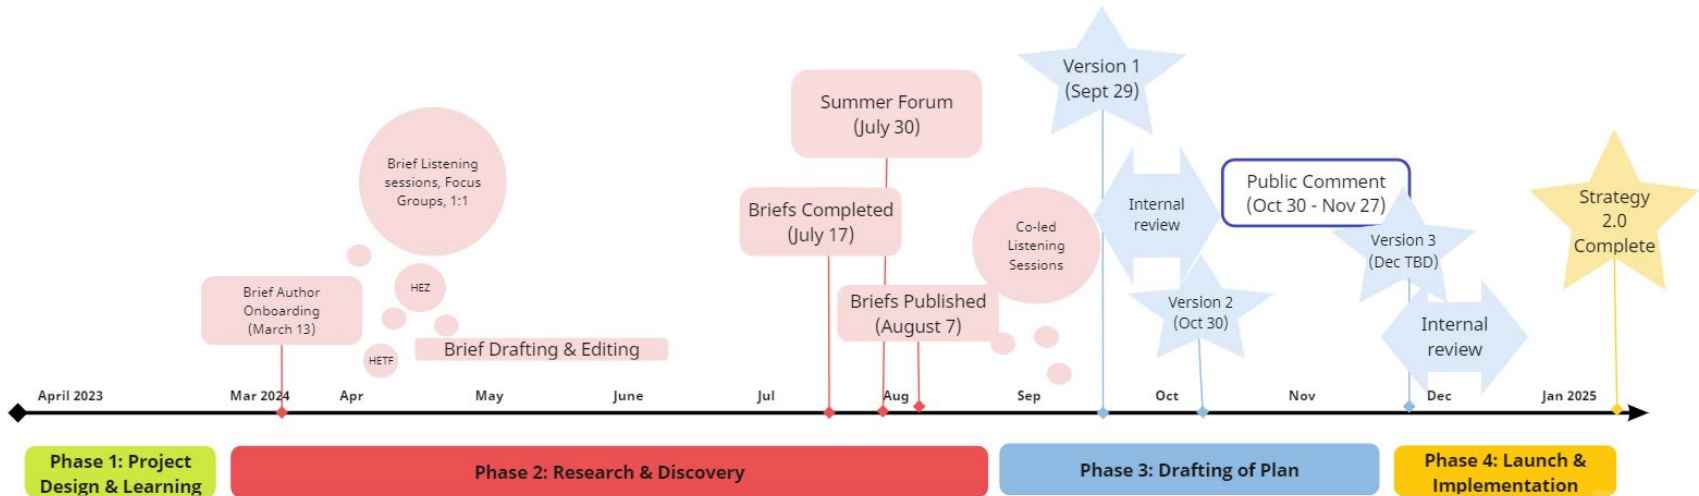 Version 1
(Sept 29)
Summer Forum
(July 30)
Brief Listening
sessions, Focus
Groups, 1:1
Public Comment
(Oct 30 - Nov 27)
Briefs Completed
(July 17)
Internal
review
Strategy
2.0
Complete
Co-led
Listening
Sessions
Version 3
(Dec TBD)
HEZ
Brief Author
Onboarding
(March 13)
Briefs Published
(August 7)
Version 2
(Oct 30)
Internal
review
HETF
Brief Drafting & Editing
April 2023
Mar 2024
Apr
May
June
Jul
Aug
Sep
Oct
Nov
Dec
Jan 2025
Phase 1: Project
Design & Learning
Phase 2: Research & Discovery
Phase 3: Drafting of Plan
Phase 4: Launch &
Implementation